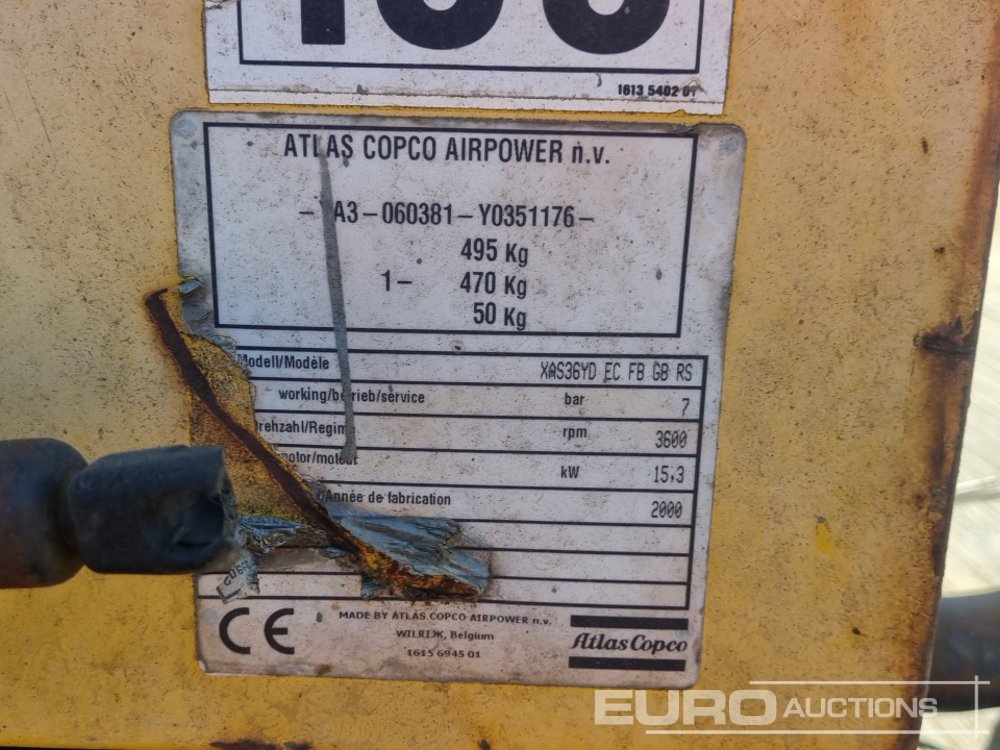 1613 5402 01
ATLAS COPCO AIRPOWER n.v.
A3-060381-Y0351176-
495 Kg
1- 470 Kg
50 Kg
Modell/Modèle XAS36YD EC FB GB RS
working/betrieb/service bar 7
Drehzahl/Regime rpm 3600
motor/moteur kW 15,3
Année de fabrication 2000
CE MADE BY ATLAS COPCO AIRPOWER n.v.
WILRIJK, Belgium
1615 6945 01
Atlas Copco
EURO AUCTIONS